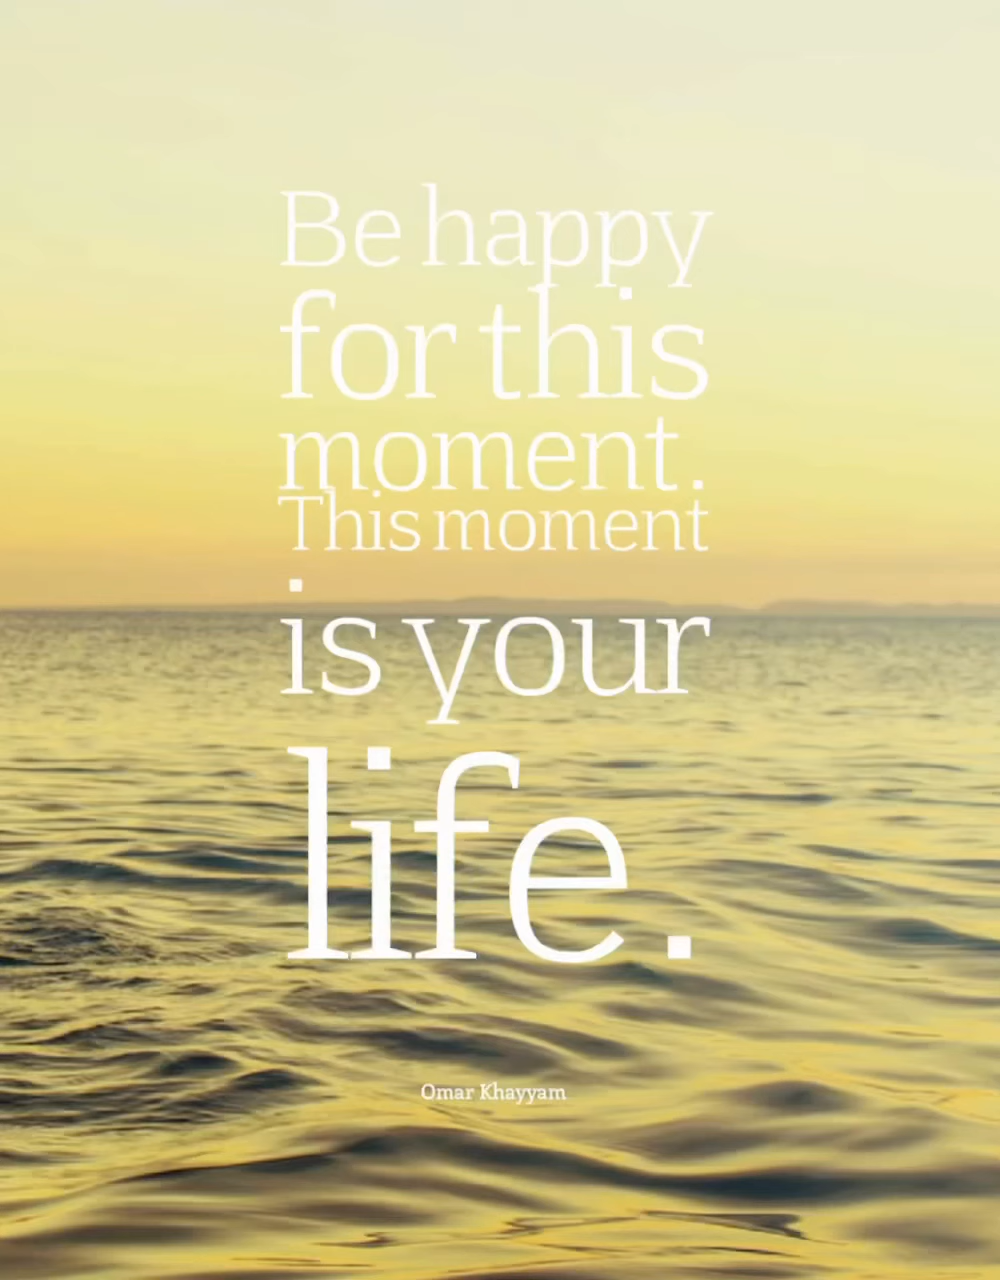 Be happy
for this
moment.
This moment
is your
life.
Omar Khayyam